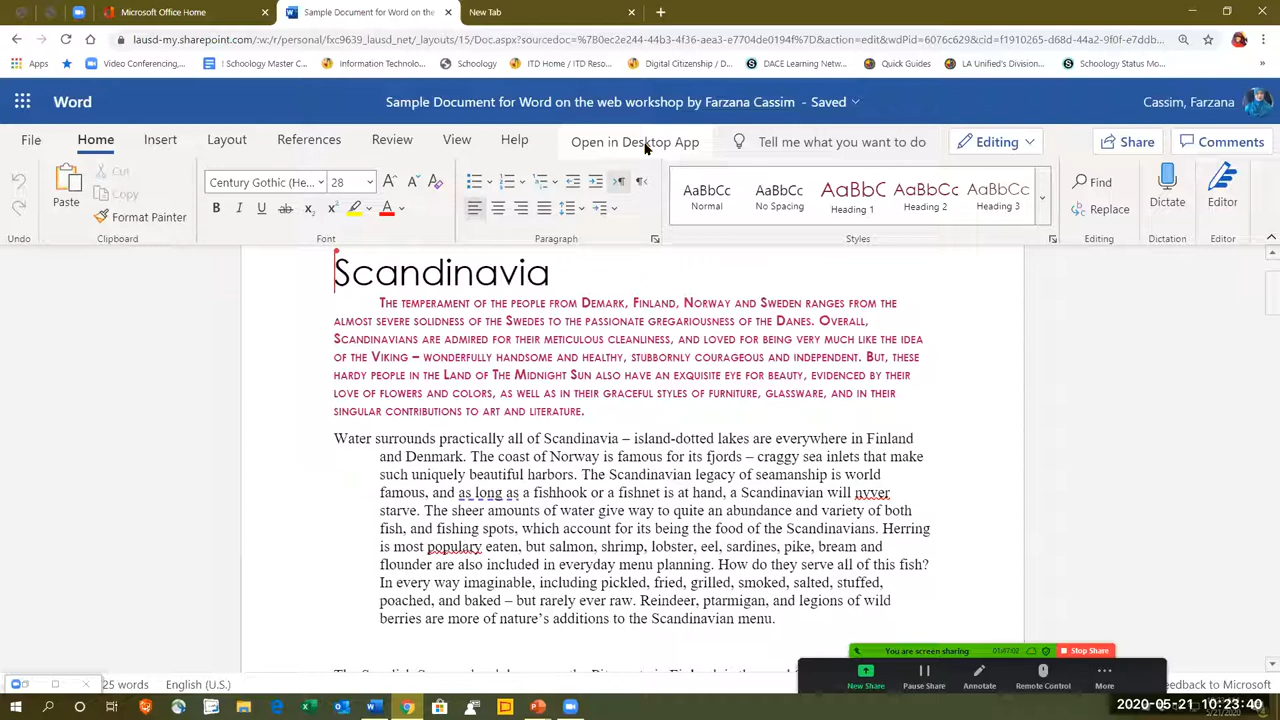 Microsoft Office Home
Sample Document for Word on the
New Tab
lausd-my.sharepoint.com/:w:/r/personal/fxc9639_lausd_net/_layouts/15/Doc.aspx?sourcedoc=%7B0ec2e244-44b3-4f36-aea3-e7704de0194f%7D&action=edit&wdPid=6076c629&cid=f1910265-d68d-44a2-9f0f-ef7eb7dc...
Apps
Video Conferencing,...
! Schoology Master C...
Information Technolo...
Schoology
ITD Home / ITD Reso...
Digital Citizenship / D...
DACE Learning Netw...
Quick Guides
LA Unified's Division...
Schoology Status Mo...
Word
Sample Document for Word on the web workshop by Farzana Cassim - Saved
Cassim, Farzana
File
Home
Insert
Layout
References
Review
View
Help
Open in Desktop App
Tell me what you want to do
Editing
Share
Comments
Paste
Cut
Format Painter
Century Gothic (He...
28
AaBbCc
Normal
AaBbCc
No Spacing
AaBbC
Heading 1
AaBbCc
Heading 2
AaBbCc
Heading 3
Find
Replace
Dictate
Editor
Undo
Clipboard
Font
Paragraph
Styles
Editing
Dictation
Editor
Scandinavia
The temperament of the people from Demark, Finland, Norway and Sweden ranges from the
almost severe solidness of the Swedes to the passionate gregariousness of the Danes. Overall,
Scandinavians are admired for their meticulous cleanliness, and loved for being very much like the idea
of the Viking – wonderfully handsome and healthy, stubbornly courageous and independent. But, these
hardy people in the Land of The Midnight Sun also have an exquisite eye for beauty, evidenced by their
love of flowers and colors, as well as in their graceful styles of furniture, glassware, and in their
singular contributions to art and literature.
Water surrounds practically all of Scandinavia – island-dotted lakes are everywhere in Finland
and Denmark. The coast of Norway is famous for its fjords – craggy sea inlets that make
such uniquely beautiful harbors. The Scandinavian legacy of seamanship is world
famous, and as long as a fishhook or a fishnet is at hand, a Scandinavian will nvver
starve. The sheer amounts of water give way to quite an abundance and variety of both
fish, and fishing spots, which account for its being the food of the Scandinavians. Herring
is most populary eaten, but salmon, shrimp, lobster, eel, sardines, pike, bream and
flounder are also included in everyday menu planning. How do they serve all of this fish?
In every way imaginable, including pickled, fried, grilled, smoked, salted, stuffed,
poached, and baked – but rarely ever raw. Reindeer, ptarmigan, and legions of wild
berries are more of nature's additions to the Scandinavian menu.
You are screen sharing
01:47:02
Stop Share
New Share
Pause Share
Annotate
Remote Control
More
25 words
English (U.S.)
eedback to Microsoft
2020-05-21 10:23:40